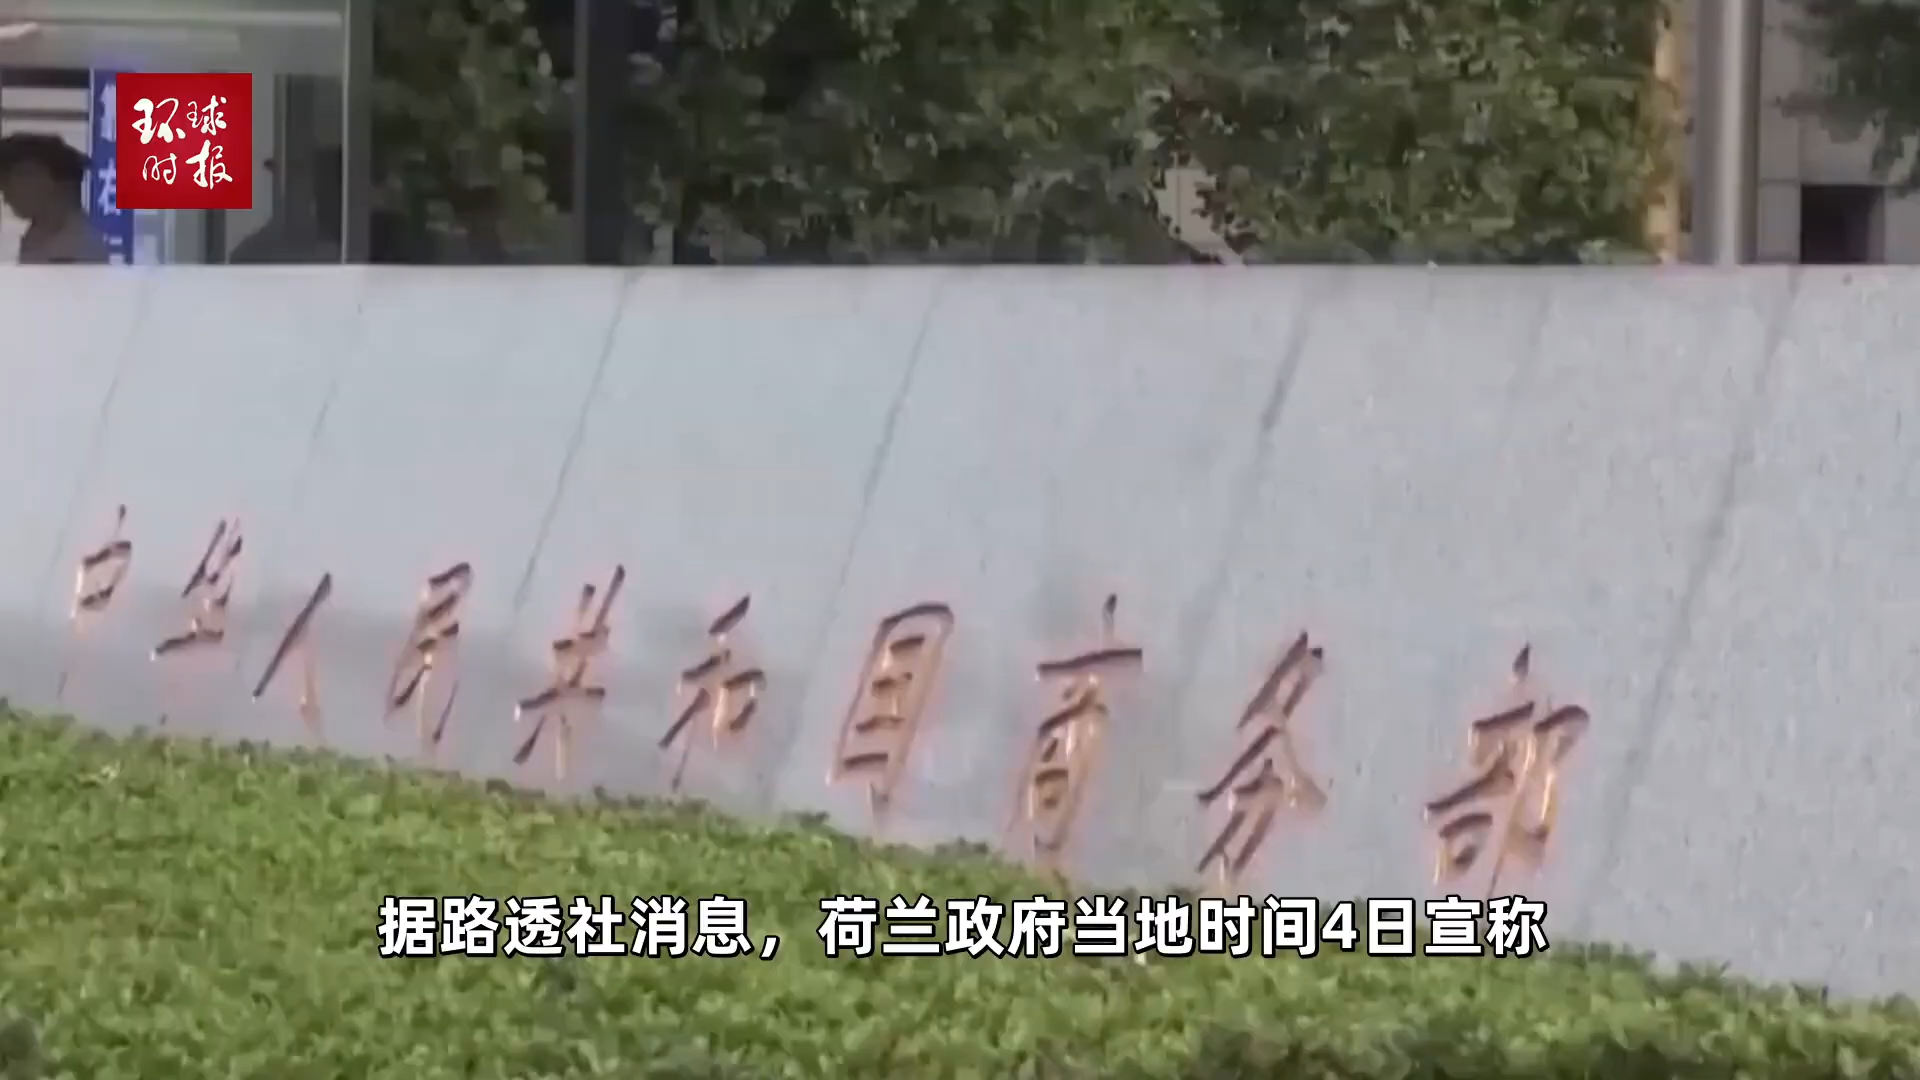 环球
时报
中华人民共和国商务部
据路透社消息，荷兰政府当地时间4日宣称